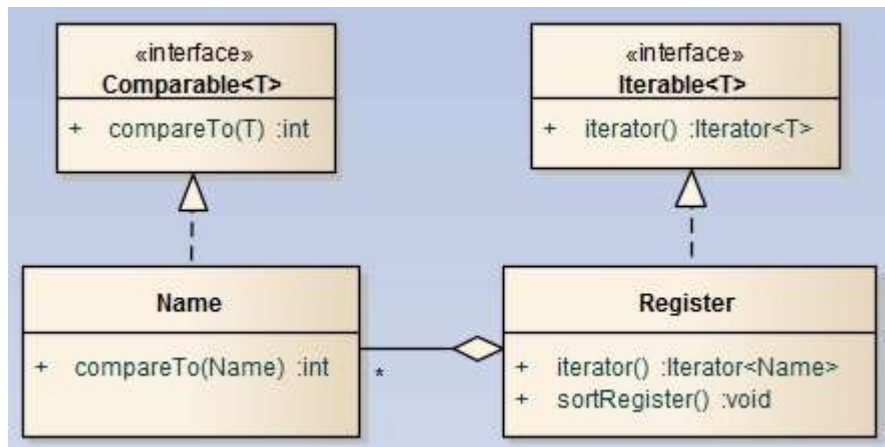 «interface»
Comparable<T>
+ compareTo(T) :int
«interface»
Iterable<T>
+ iterator() :Iterator<T>
Name
+ compareTo(Name) :int
*
Register
+ iterator() :Iterator<Name>
+ sortRegister() :void